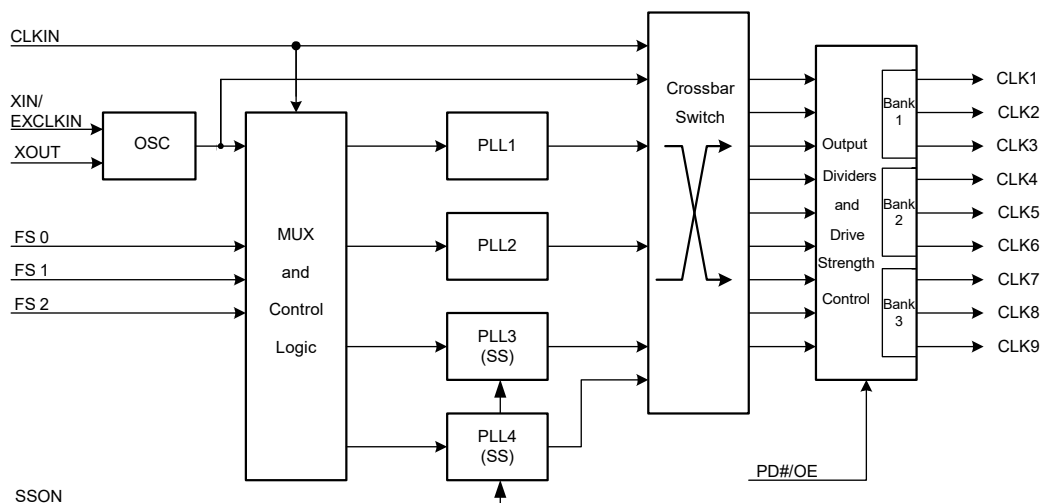 CLKIN
XIN/
EXCLKIN
XOUT
OSC
FS 0
FS 1
FS 2
SSON
MUX
and
Control
Logic
PLL1
PLL2
PLL3
(SS)
PLL4
(SS)
Crossbar
Switch
Output
Dividers
and
Drive
Strength
Control
Bank
1
Bank
2
Bank
3
CLK1
CLK2
CLK3
CLK4
CLK5
CLK6
CLK7
CLK8
CLK9
PD#/OE